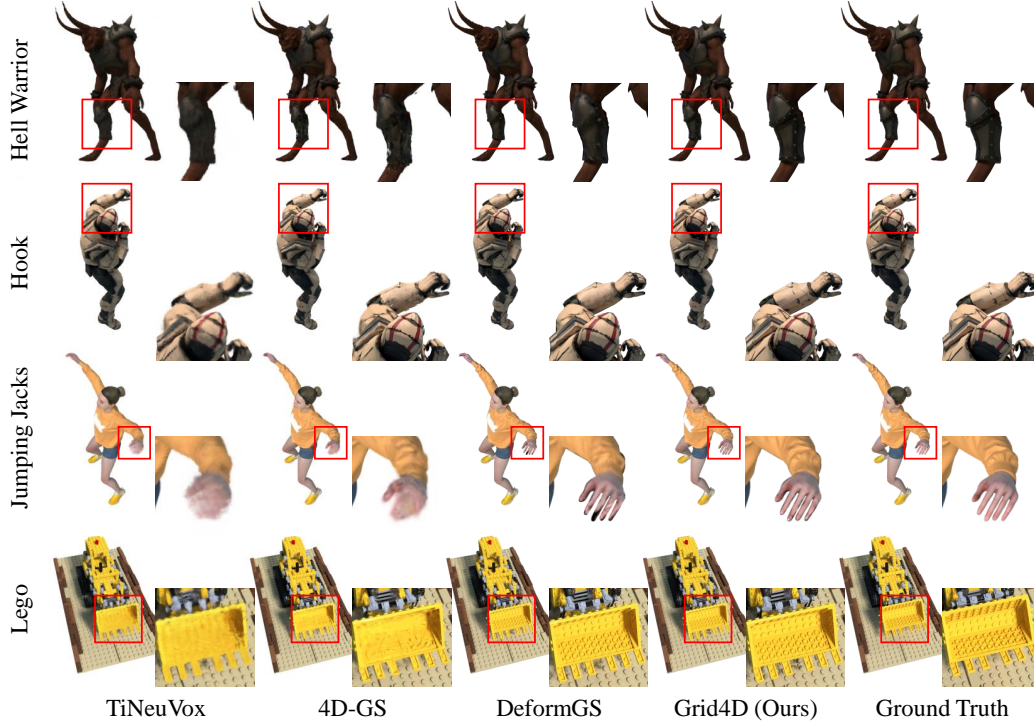 Hell Warrior
Hook
Jumping Jacks
Lego
TiNeuVox
4D-GS
DeformGS
Grid4D (Ours)
Ground Truth